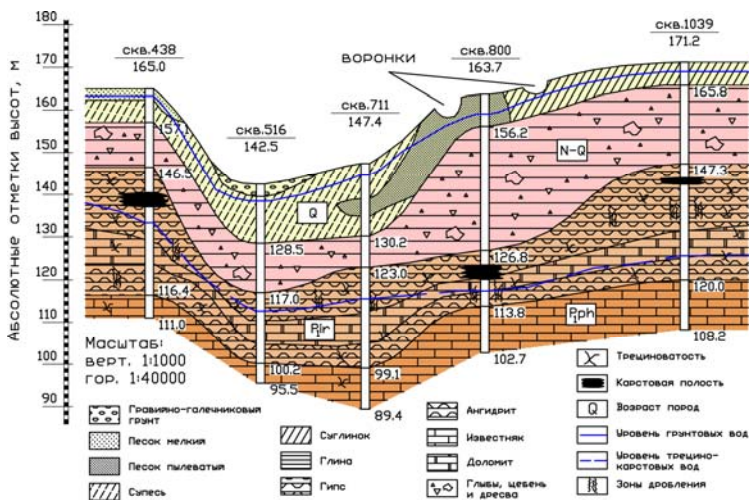 Абсолютные отметки высот, м
180
170
160
150
140
130
120
110
100
90
скв.438
165.0
скв.516
142.5
скв.711
147.4
ВОРОНКИ
скв.800
163.7
скв.1039
171.2
157.1
146.5
116.4
111.0
128.5
117.0
100.2
95.5
130.2
123.0
99.1
89.4
156.2
126.8
113.8
102.7
165.8
147.3
120.0
108.2
Q
N-Q
P₁ir
P₁ph
Масштаб:
верт. 1:1000
гор. 1:40000
Гравийно-галечниковый
грунт
Песок мелкий
Песок пылеватый
Супесь
Суглинок
Глина
Гипс
Ангидрит
Известняк
Доломит
Глыбы, щебень
и дресва
Трещиноватость
Карстовая полость
Q Возраст пород
Уровень грунтовых вод
Уровень трещино-
карстовых вод
Зоны дробления